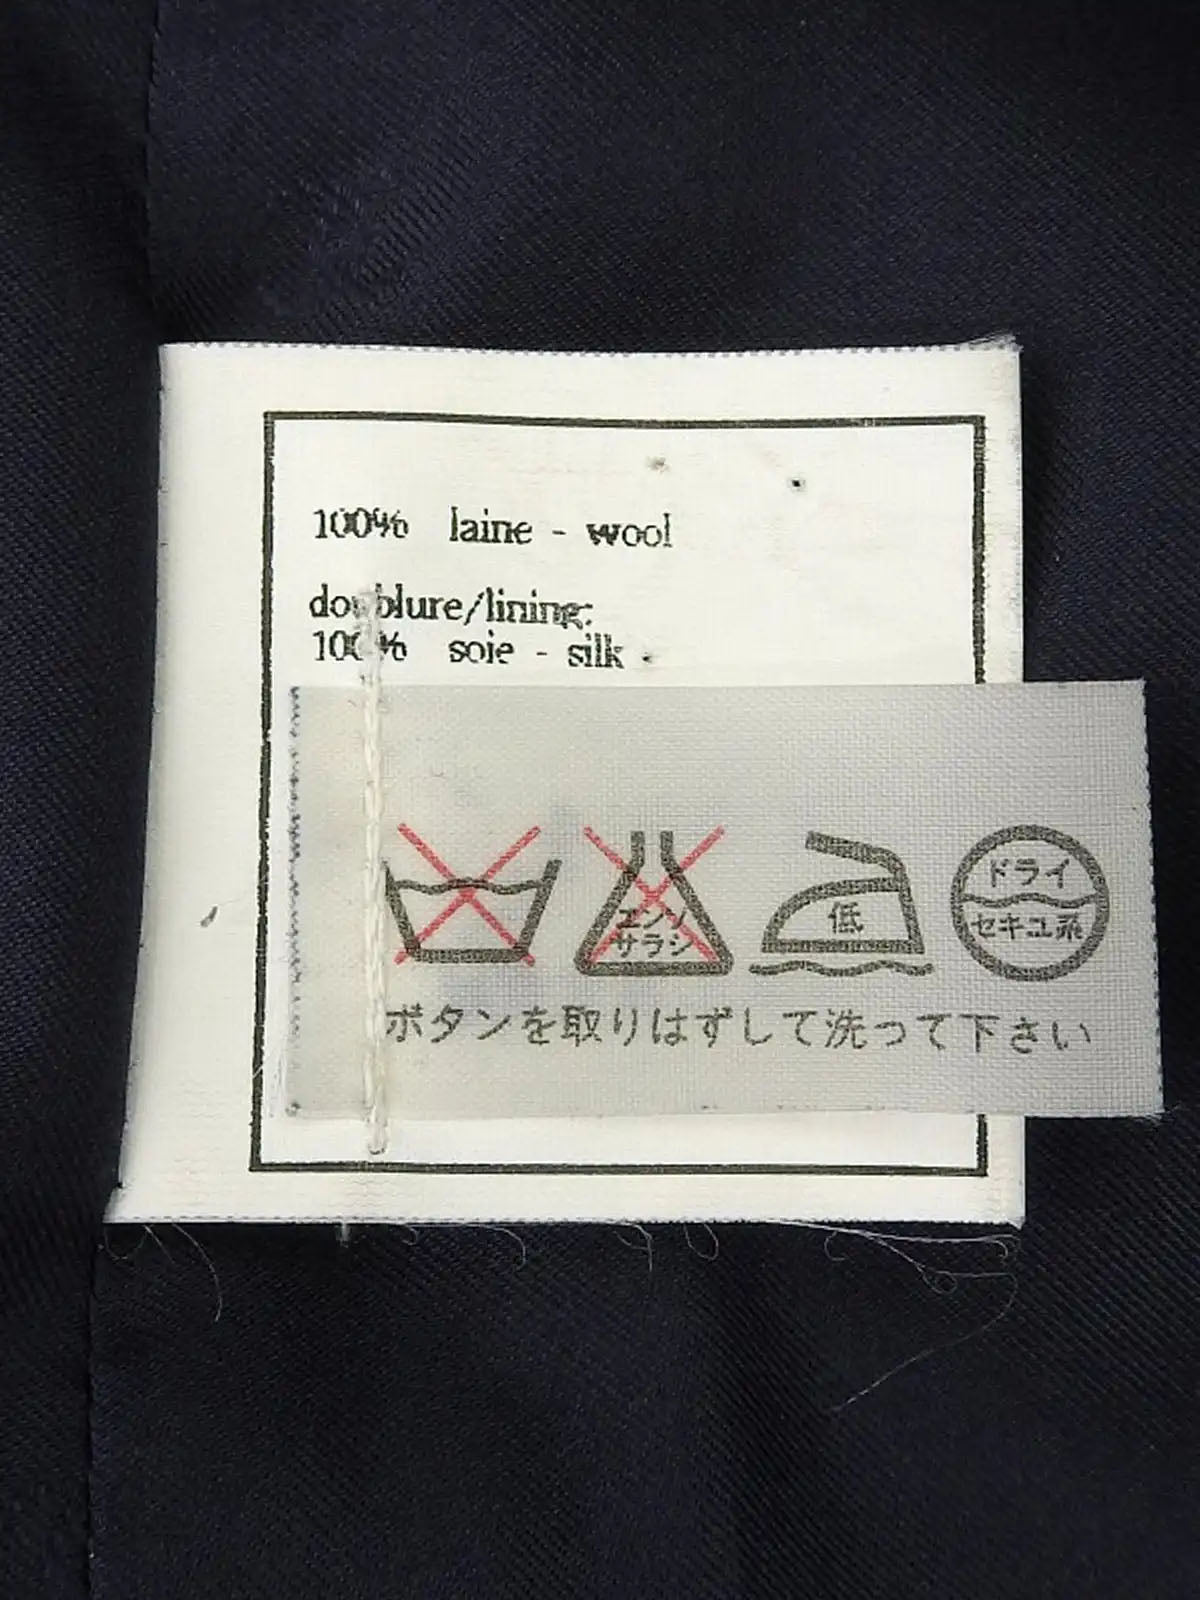 100% laine - wool
doublure/lining:
100% soie - silk
エンソ
サラシ
低
ドライ
セキユ系
ボタンを取りはずして洗って下さい